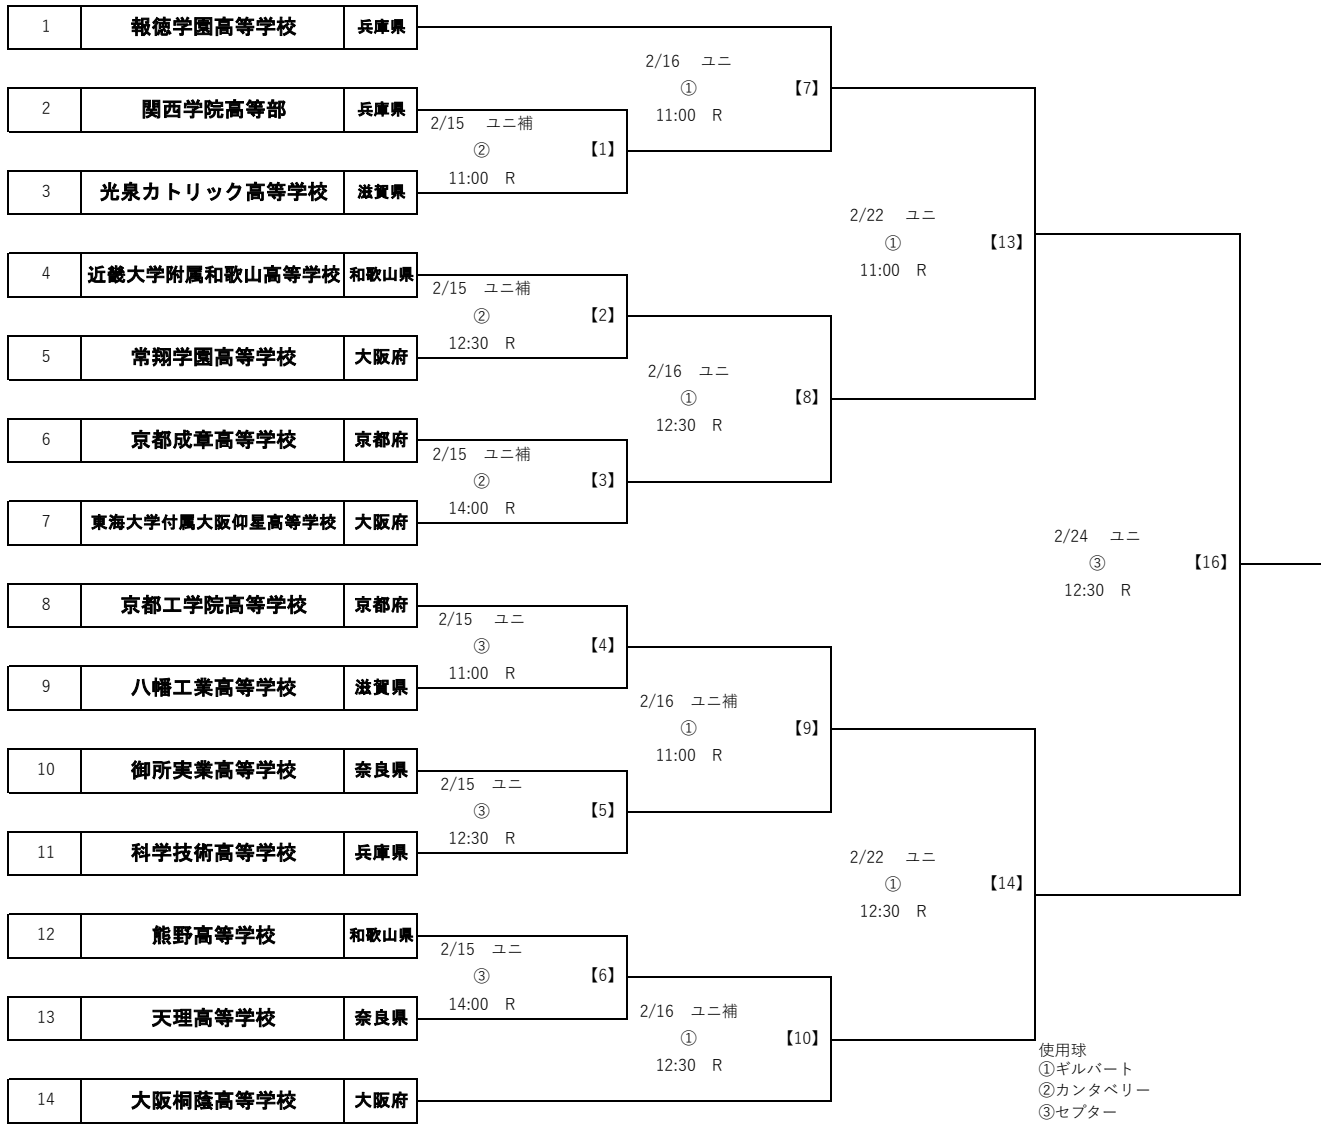 1 報徳学園高等学校 兵庫県
2/16 ユニ
① 【7】
11:00 R
2 関西学院高等部 兵庫県
2/15 ユニ補
② 【1】
11:00 R
3 光泉カトリック高等学校 滋賀県
2/22 ユニ
① 【13】
11:00 R
4 近畿大学附属和歌山高等学校 和歌山県
2/15 ユニ補
② 【2】
12:30 R
5 常翔学園高等学校 大阪府
2/16 ユニ
① 【8】
12:30 R
6 京都成章高等学校 京都府
2/15 ユニ補
② 【3】
14:00 R
7 東海大学付属大阪仰星高等学校 大阪府
2/24 ユニ
③ 【16】
12:30 R
8 京都工学院高等学校 京都府
2/15 ユニ
③ 【4】
11:00 R
9 八幡工業高等学校 滋賀県
2/16 ユニ補
① 【9】
11:00 R
10 御所実業高等学校 奈良県
2/15 ユニ
③ 【5】
12:30 R
11 科学技術高等学校 兵庫県
2/22 ユニ
① 【14】
12:30 R
12 熊野高等学校 和歌山県
2/15 ユニ
③ 【6】
14:00 R
13 天理高等学校 奈良県
2/16 ユニ補
① 【10】
12:30 R
14 大阪桐蔭高等学校 大阪府
使用球
①ギルバート
②カンタベリー
③セプター